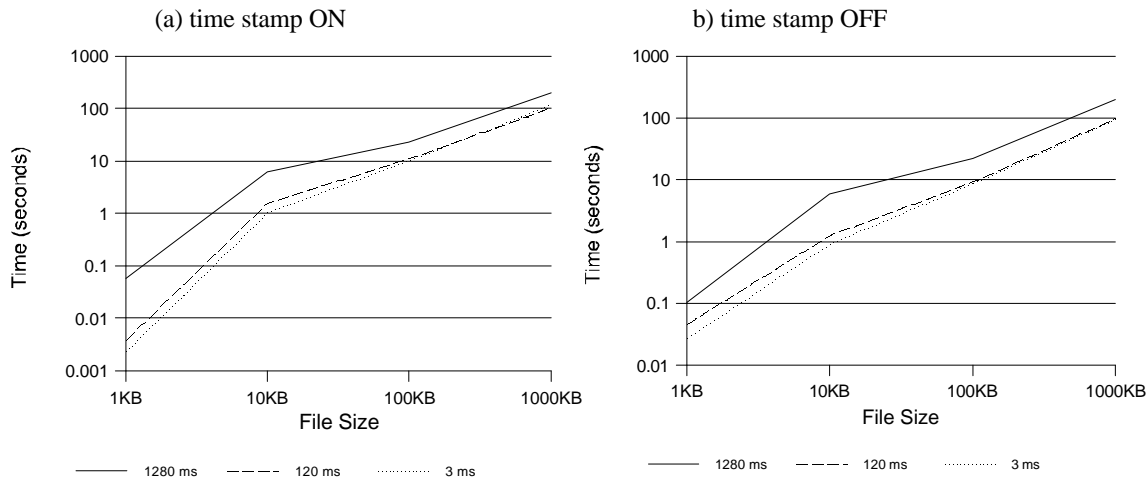 (a) time stamp ON
1000
100
10
1
0.1
0.01
0.001
Time (seconds)
1KB
10KB
100KB
1000KB
File Size
1280 ms
120 ms
3 ms
b) time stamp OFF
1000
100
10
1
0.1
0.01
Time (seconds)
1KB
10KB
100KB
1000KB
File Size
1280 ms
120 ms
3 ms